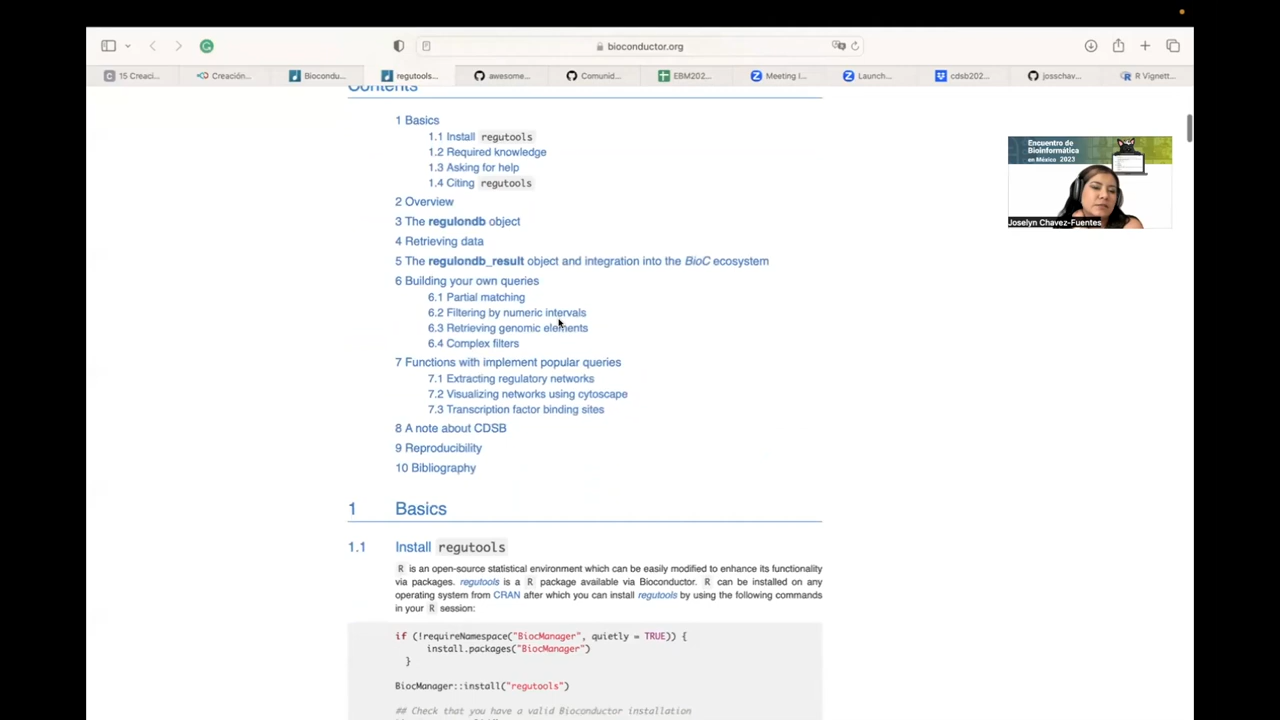 bioconductor.org
15 Creaci...
Creación...
Biocondu...
regutools...
awesome...
Comunid...
EBM202...
Meeting I...
Launch...
cdsb202...
josschav...
R Vignett...
Contents
1 Basics
1.1 Install regutools
1.2 Required knowledge
1.3 Asking for help
1.4 Citing regutools
2 Overview
3 The regulondb object
4 Retrieving data
5 The regulondb_result object and integration into the BioC ecosystem
6 Building your own queries
6.1 Partial matching
6.2 Filtering by numeric intervals
6.3 Retrieving genomic elements
6.4 Complex filters
7 Functions with implement popular queries
7.1 Extracting regulatory networks
7.2 Visualizing networks using cytoscape
7.3 Transcription factor binding sites
8 A note about CDSB
9 Reproducibility
10 Bibliography
Encuentro de
Bioinformática
en México 2023
Joselyn Chavez-Fuentes
1 Basics
1.1 Install regutools
R is an open-source statistical environment which can be easily modified to enhance its functionality
via packages. regutools is a R package available via Bioconductor. R can be installed on any
operating system from CRAN after which you can install regutools by using the following commands
in your R session:
if (!requireNamespace("BiocManager", quietly = TRUE)) {
install.packages("BiocManager")
}
BiocManager::install("regutools")
## Check that you have a valid Bioconductor installation